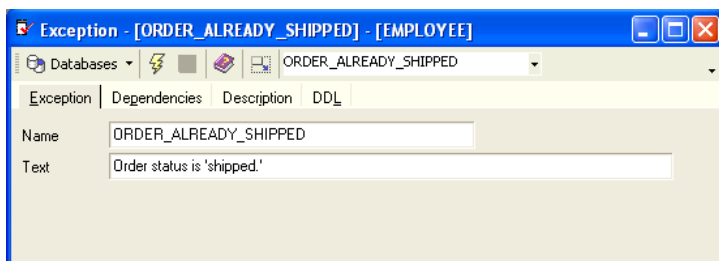 Exception - [ORDER_ALREADY_SHIPPED] - [EMPLOYEE]
Databases ORDER_ALREADY_SHIPPED
Exception Dependencies Description DDL
Name ORDER_ALREADY_SHIPPED
Text Order status is 'shipped.'